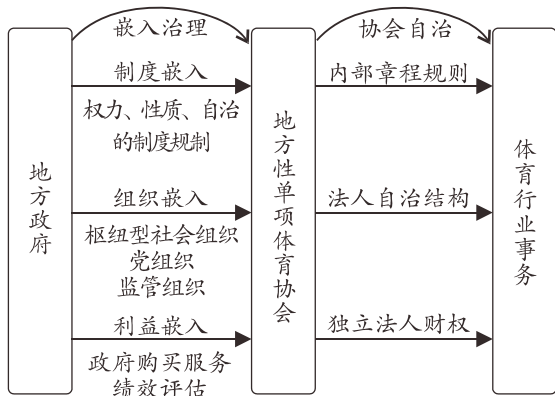 嵌入治理
协会自治
制度嵌入
内部章程规则
权力、性质、自治
的制度规制
地方政府
组织嵌入
地方性单项体育协会
法人自治结构
体育行业事务
枢纽型社会组织
党组织
监管组织
利益嵌入
独立法人财权
政府购买服务
绩效评估